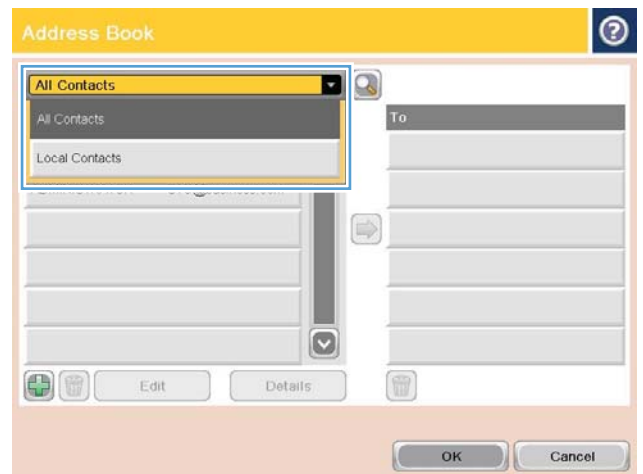 Address Book
All Contacts
All Contacts
To
Local Contacts
Edit
Details
OK
Cancel